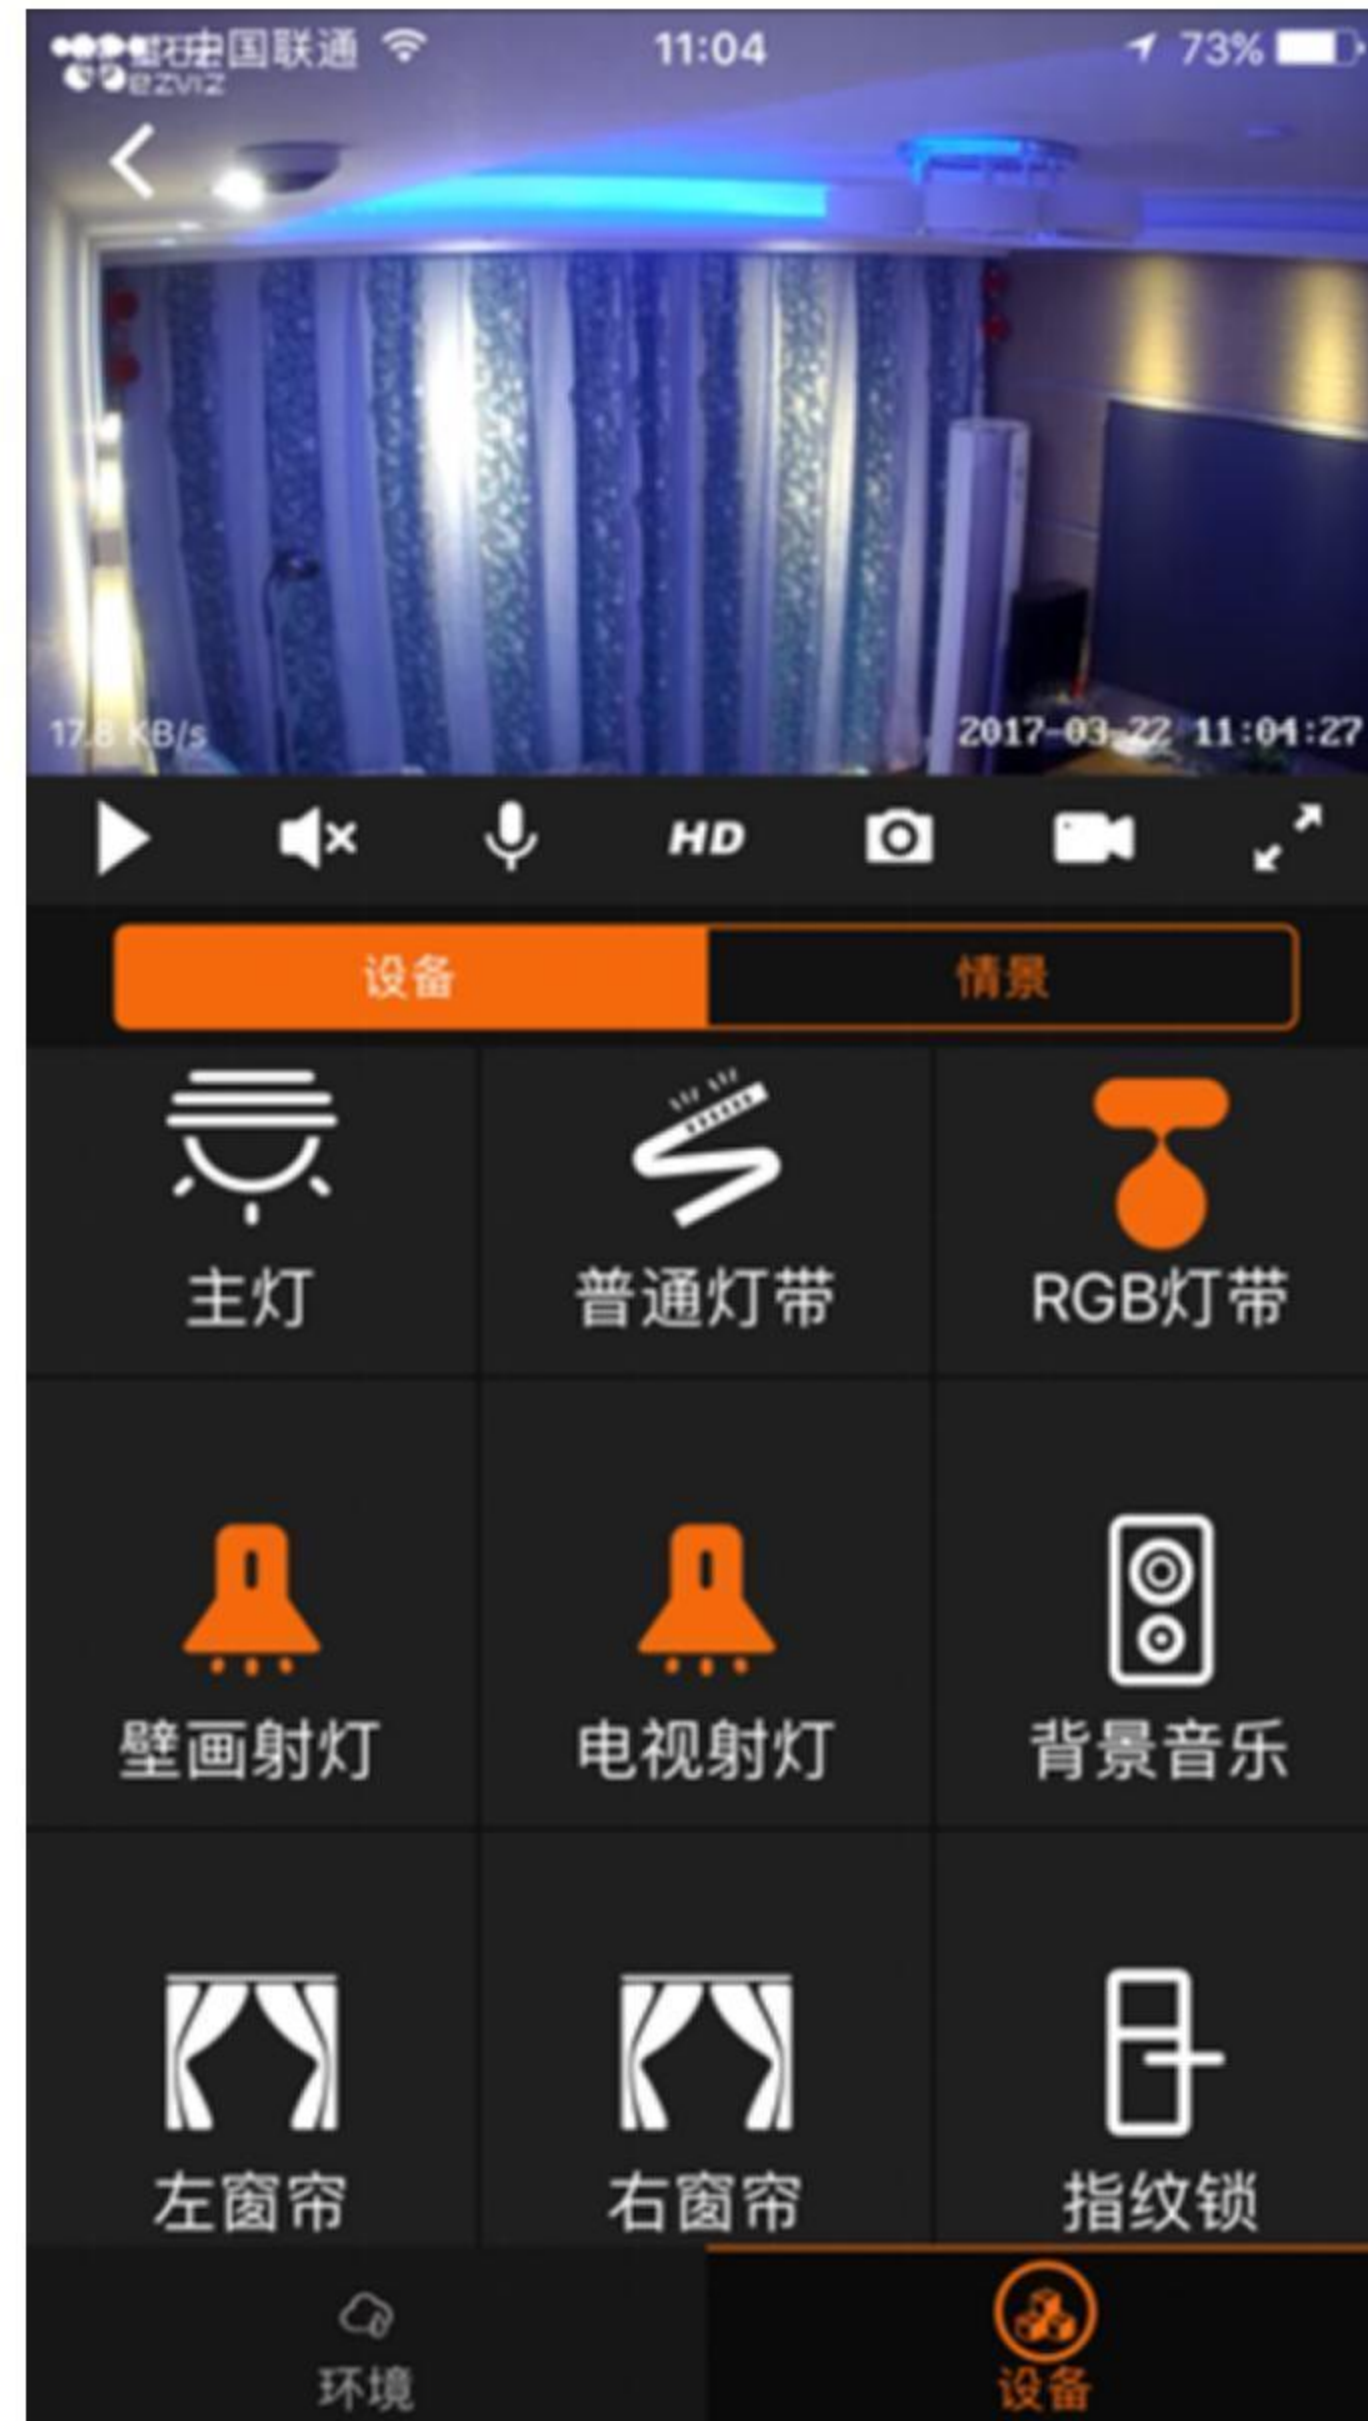 中国联通 11:04 73%
ezviz
17.8 KB/s 2017-03-22 11:04:27
HD
设备 情景
主灯 普通灯带 RGB灯带
壁画射灯 电视射灯 背景音乐
左窗帘 右窗帘 指纹锁
环境 设备